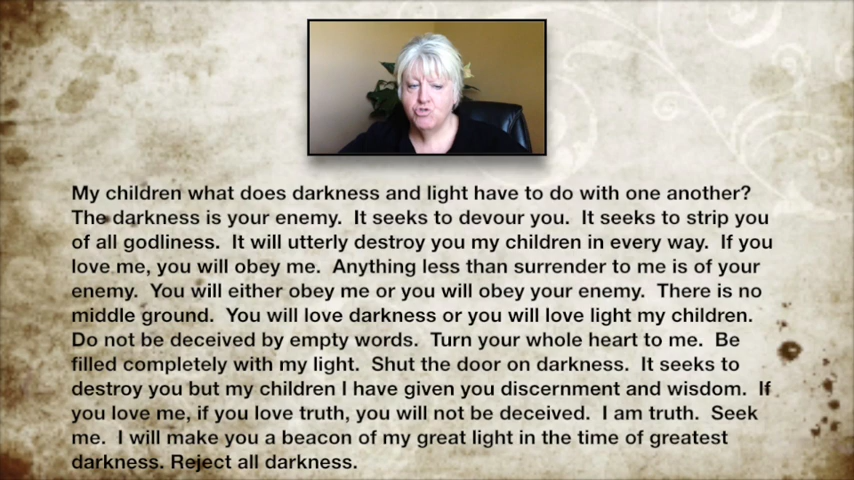 My children what does darkness and light have to do with one another?
The darkness is your enemy.  It seeks to devour you.  It seeks to strip you
of all godliness.  It will utterly destroy you my children in every way.  If you
love me, you will obey me.  Anything less than surrender to me is of your
enemy.  You will either obey me or you will obey your enemy.  There is no
middle ground.  You will love darkness or you will love light my children.
Do not be deceived by empty words.  Turn your whole heart to me.  Be
filled completely with my light.  Shut the door on darkness.  It seeks to
destroy you but my children I have given you discernment and wisdom.  If
you love me, if you love truth, you will not be deceived.  I am truth.  Seek
me.  I will make you a beacon of my great light in the time of greatest
darkness. Reject all darkness.